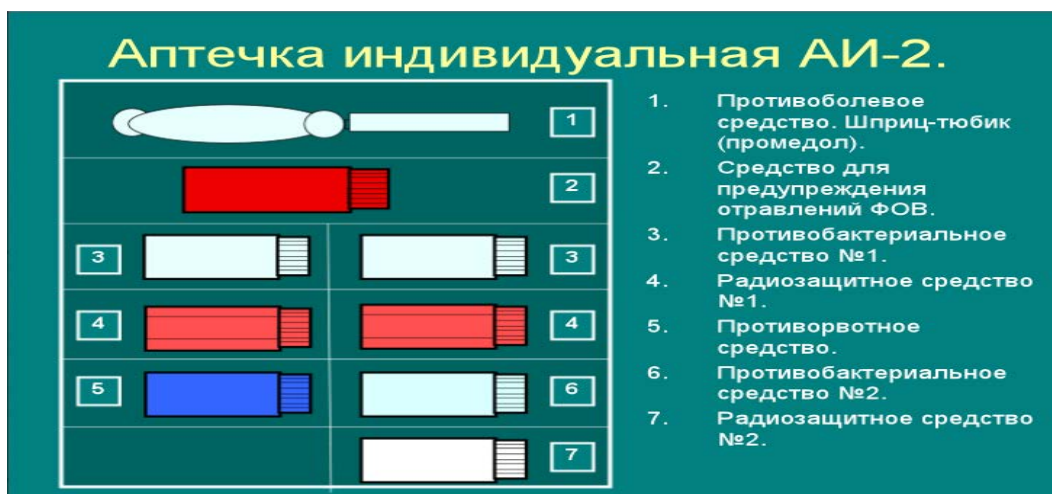 Аптечка индивидуальная АИ-2.
1
2
3
3
4
4
5
6
7
1. Противоболевое
средство. Шприц-тюбик
(промедол).
2. Средство для
предупреждения
отравлений ФОВ.
3. Противобактериальное
средство №1.
4. Радиозащитное средство
№1.
5. Противорвотное
средство.
6. Противобактериальное
средство №2.
7. Радиозащитное средство
№2.